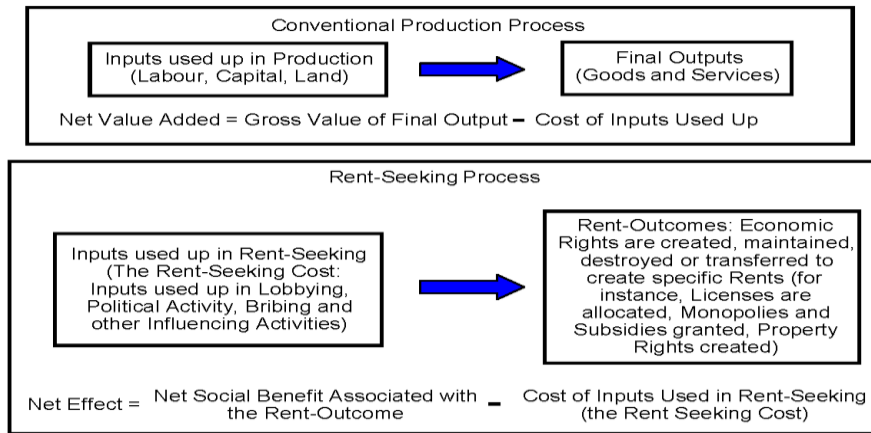 Conventional Production Process
Inputs used up in Production
(Labour, Capital, Land)
Final Outputs
(Goods and Services)
Net Value Added = Gross Value of Final Output – Cost of Inputs Used Up
Rent-Seeking Process
Inputs used up in Rent-Seeking
(The Rent-Seeking Cost:
Inputs used up in Lobbying,
Political Activity, Bribing and
other Influencing Activities)
Rent-Outcomes: Economic
Rights are created, maintained,
destroyed or transferred to
create specific Rents (for
instance, Licenses are
allocated, Monopolies and
Subsidies granted, Property
Rights created)
Net Effect = Net Social Benefit Associated with
the Rent-Outcome
– Cost of Inputs Used in Rent-Seeking
(the Rent Seeking Cost)